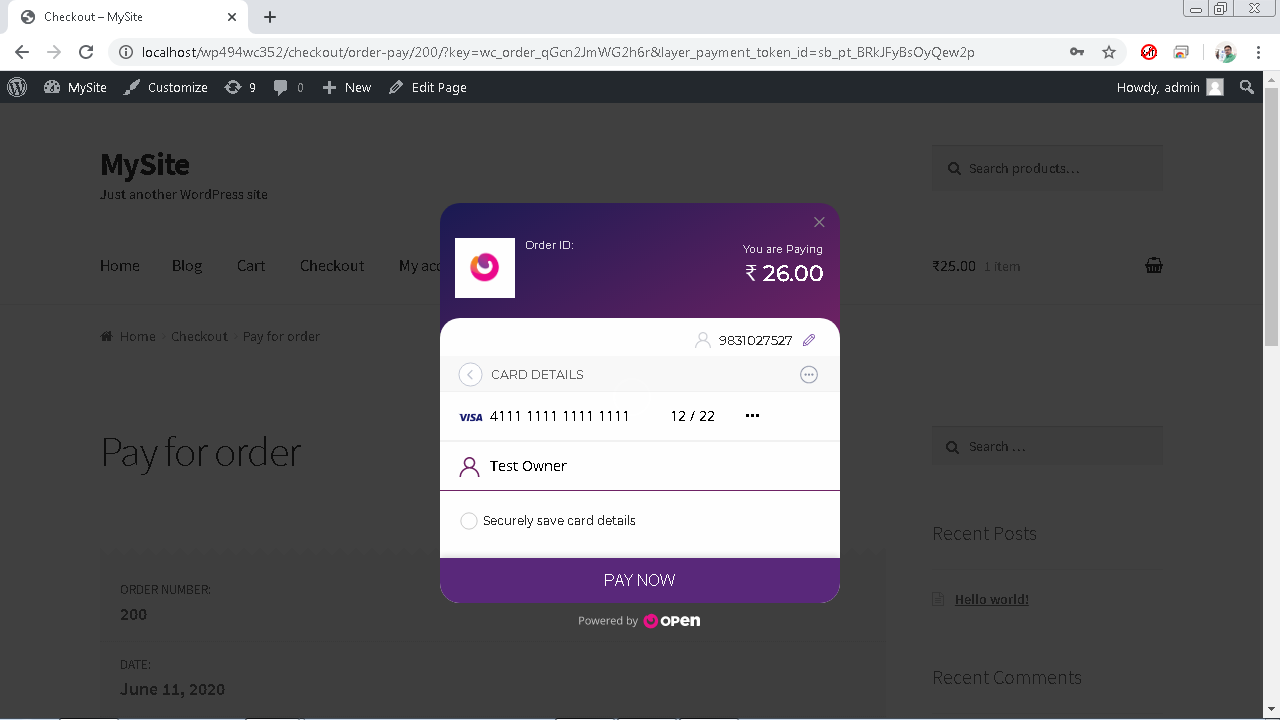 Checkout – MySite
localhost/wp494wc352/checkout/order-pay/200/?key=wc_order_qGcn2JmWG2h6r&layer_payment_token_id=sb_pt_BRkJFyBsOyQew2p
MySite Customize 9 0 New Edit Page Howdy, admin
MySite
Just another WordPress site
Search products…
Home Blog Cart Checkout My acc
₹25.00 1 item
Home Checkout Pay for order
Order ID:
You are Paying
₹ 26.00
9831027527
CARD DETAILS
VISA 4111 1111 1111 1111 12 / 22 •••
Test Owner
Securely save card details
PAY NOW
Powered by OPEN
Pay for order
ORDER NUMBER:
200
DATE:
June 11, 2020
Search …
Recent Posts
Hello world!
Recent Comments